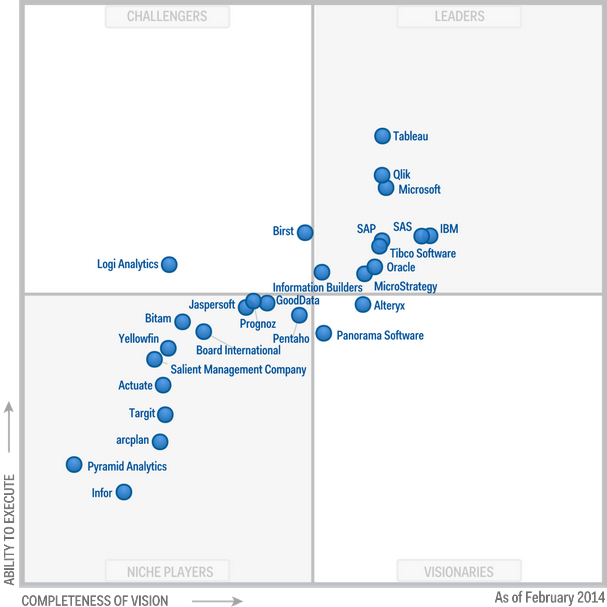 CHALLENGERS
LEADERS
Tableau
Qlik
Microsoft
Birst
SAP
SAS
IBM
Tibco Software
Logi Analytics
Oracle
Information Builders
MicroStrategy
Jaspersoft
GoodData
Alteryx
Bitam
Prognoz
Yellowfin
Board International
Pentaho
Panorama Software
Salient Management Company
Actuate
Targit
arcplan
Pyramid Analytics
Infor
ABILITY TO EXECUTE
NICHE PLAYERS
VISIONARIES
COMPLETENESS OF VISION
As of February 2014